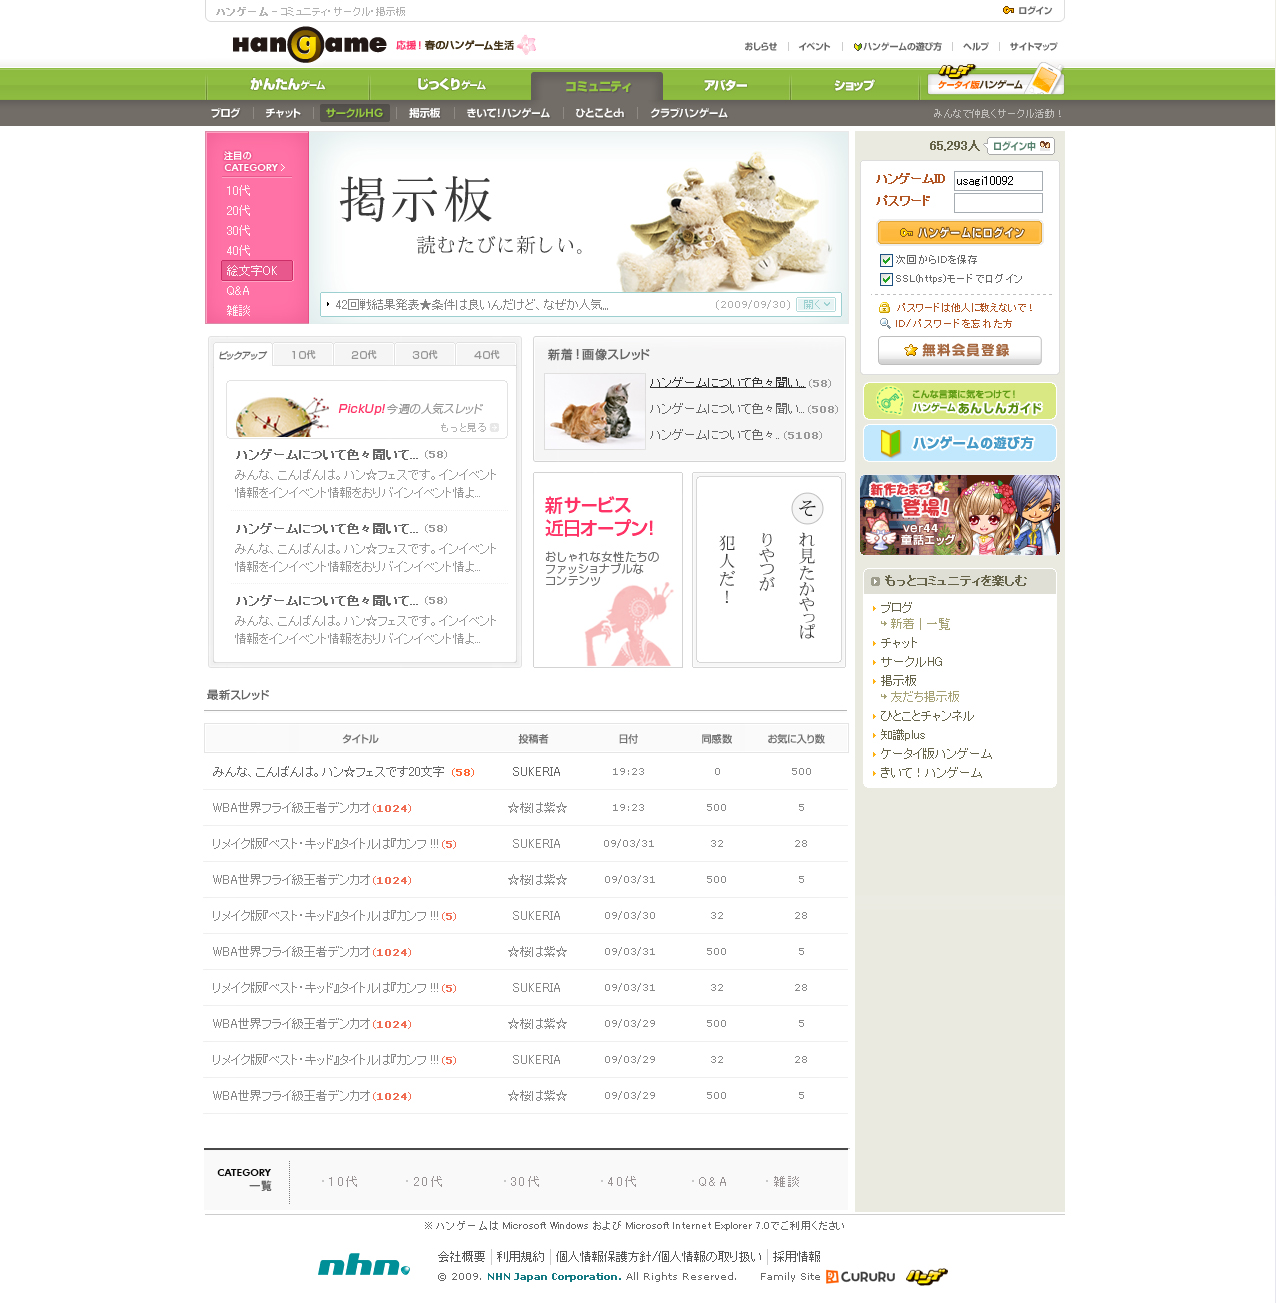 ハンゲーム - コミュニティ・サークル・掲示板
ログイン
Hangame 応援！春のハンゲーム生活
おしらせ イベント ハンゲームの遊び方 ヘルプ サイトマップ
かんたんゲーム じっくりゲーム コミュニティ アバター ショップ ハンゲ ケータイ版ハンゲーム
ブログ チャット サークルHG 掲示板 きいて！ハンゲーム ひとことch クラブハンゲーム みんなで仲良くサークル活動！
注目の
CATEGORY
10代
20代
30代
40代
絵文字OK
Q&A
雑談
掲示板
読むたびに新しい。
42回戦結果発表★条件は良いんだけど、なぜか人気... (2009/09/30) 開く
65,293人 ログイン中
ハンゲームID usagi10092
パスワード
ハンゲームにログイン
次回からIDを保存
SSL(https)モードでログイン
パスワードは他人に教えないで！
ID/パスワードを忘れた方
無料会員登録
こんな言葉に気をつけて！
ハンゲーム あんしんガイド
ハンゲームの遊び方
新作たまご
登場！
ver44
童話エッグ
もっとコミュニティを楽しむ
ブログ
新着 | 一覧
チャット
サークルHG
掲示板
友だち掲示板
ひとことチャンネル
知識plus
ケータイ版ハンゲーム
きいて！ハンゲーム
ピックアップ 10代 20代 30代 40代
PickUp!今週の人気スレッド
もっと見る
ハンゲームについて色々聞いて... (58)
みんな、こんばんは。ハン☆フェスです。インイベント
情報をインイベント情報をおりバインイベント情よ...
ハンゲームについて色々聞いて... (58)
みんな、こんばんは。ハン☆フェスです。インイベント
情報をインイベント情報をおりバインイベント情よ...
ハンゲームについて色々聞いて... (58)
みんな、こんばんは。ハン☆フェスです。インイベント
情報をインイベント情報をおりバインイベント情よ...
新着！画像スレッド
ハンゲームについて色々聞い... (58)
ハンゲームについて色々聞い... (508)
ハンゲームについて色々.. (5108)
新サービス
近日オープン!
おしゃれな女性たちの
ファッショナブルな
コンテンツ
それ見たかやっぱ
りやつが
犯人だ！
最新スレッド
タイトル 投稿者 日付 同感数 お気に入り数
みんな、こんばんは。ハン☆フェスです20文字 (58) SUKERIA 19:23 0 500
WBA世界フライ級王者デンカオ(1024) ☆桜は紫☆ 19:23 500 5
リメイク版『ベスト・キッド』タイトルは『カンフ !!!(5) SUKERIA 09/03/31 32 28
WBA世界フライ級王者デンカオ(1024) ☆桜は紫☆ 09/03/31 500 5
リメイク版『ベスト・キッド』タイトルは『カンフ !!!(5) SUKERIA 09/03/30 32 28
WBA世界フライ級王者デンカオ(1024) ☆桜は紫☆ 09/03/31 500 5
リメイク版『ベスト・キッド』タイトルは『カンフ !!!(5) SUKERIA 09/03/31 32 28
WBA世界フライ級王者デンカオ(1024) ☆桜は紫☆ 09/03/29 500 5
リメイク版『ベスト・キッド』タイトルは『カンフ !!!(5) SUKERIA 09/03/29 32 28
WBA世界フライ級王者デンカオ(1024) ☆桜は紫☆ 09/03/29 500 5
CATEGORY
一覧
・10代 ・20代 ・30代 ・40代 ・Q&A ・雑談
※ ハンゲームは Microsoft Windows および Microsoft Internet Explorer 7.0でご利用ください
nhn.
会社概要 | 利用規約 | 個人情報保護方針/個人情報の取り扱い | 採用情報
© 2009. NHN Japan Corporation. All Rights Reserved. Family Site CURURU ハンゲ